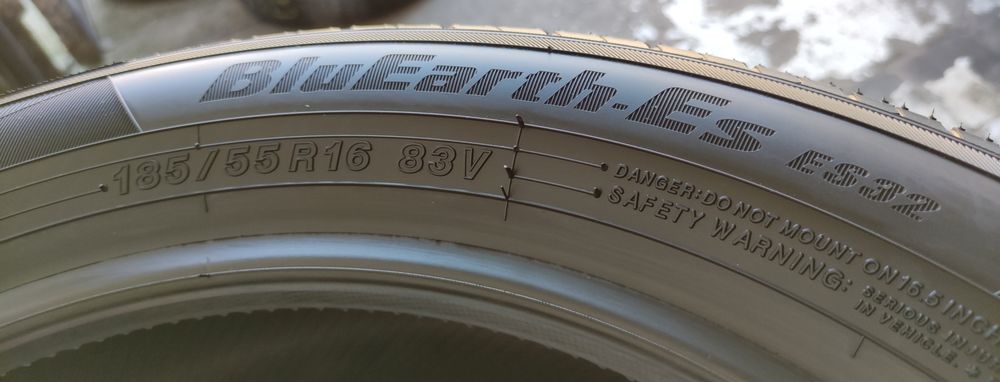 BluEarth-Es ES32
185/55R16 83V
DANGER:DO NOT MOUNT ON 16.5 INCH
SAFETY WARNING:
SERIOUS INJU
IN VEHICLE.